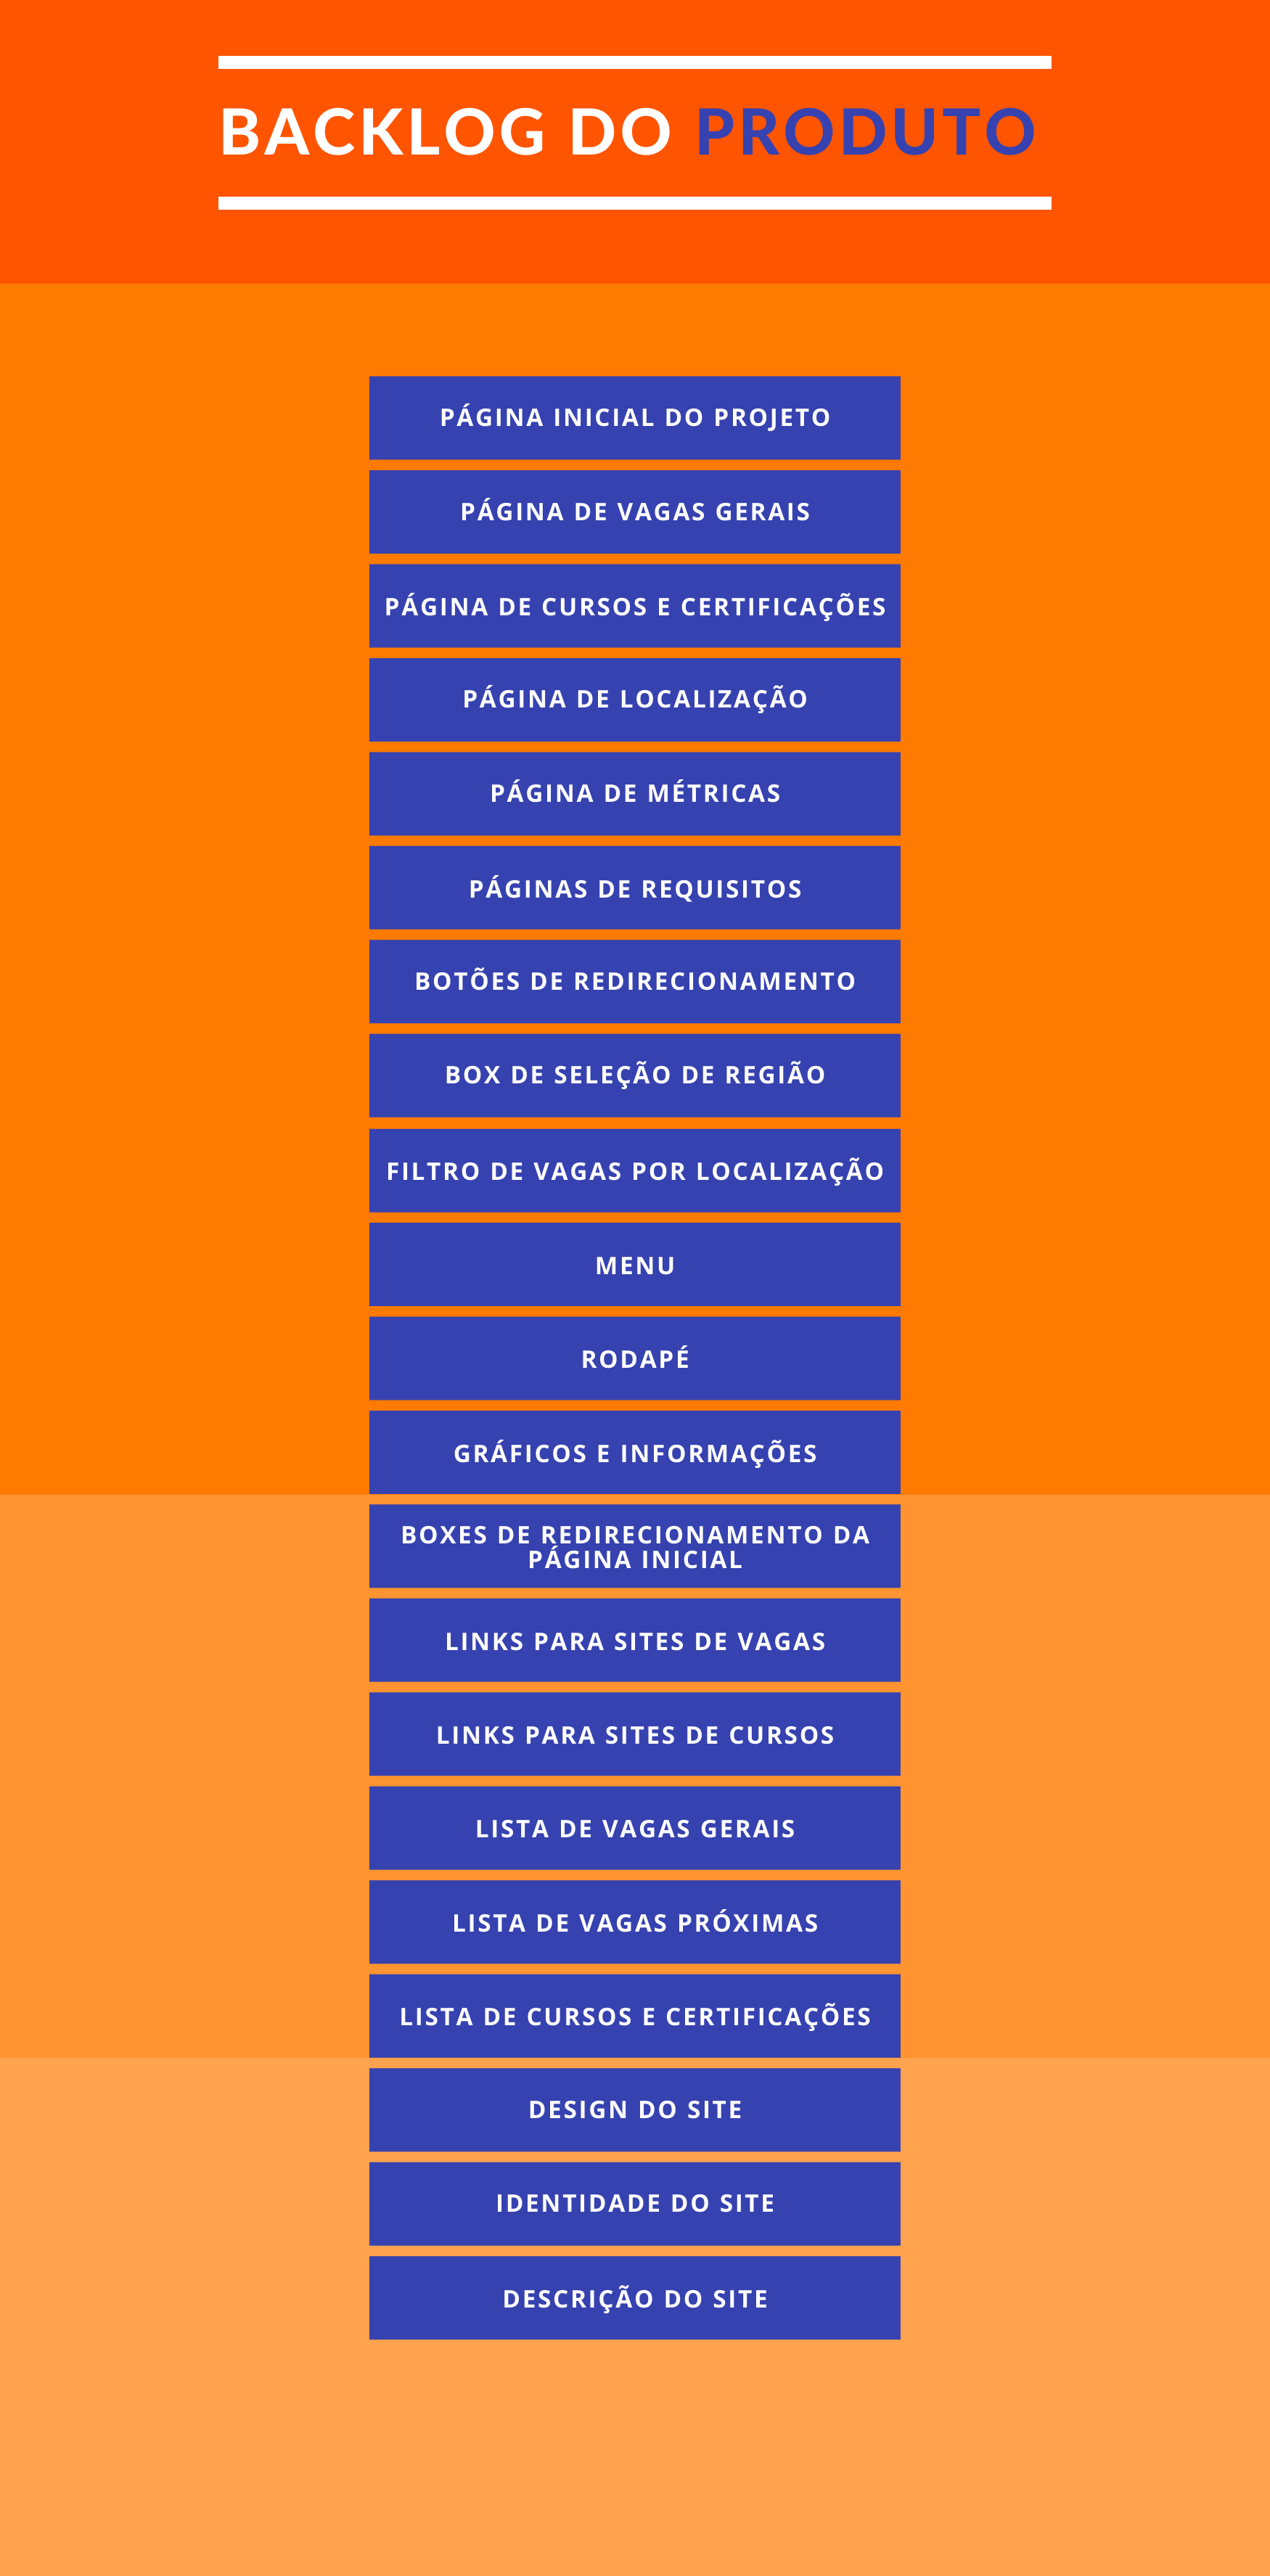 BACKLOG DO PRODUTO
PÁGINA INICIAL DO PROJETO
PÁGINA DE VAGAS GERAIS
PÁGINA DE CURSOS E CERTIFICAÇÕES
PÁGINA DE LOCALIZAÇÃO
PÁGINA DE MÉTRICAS
PÁGINAS DE REQUISITOS
BOTÕES DE REDIRECIONAMENTO
BOX DE SELEÇÃO DE REGIÃO
FILTRO DE VAGAS POR LOCALIZAÇÃO
MENU
RODAPÉ
GRÁFICOS E INFORMAÇÕES
BOXES DE REDIRECIONAMENTO DA
PÁGINA INICIAL
LINKS PARA SITES DE VAGAS
LINKS PARA SITES DE CURSOS
LISTA DE VAGAS GERAIS
LISTA DE VAGAS PRÓXIMAS
LISTA DE CURSOS E CERTIFICAÇÕES
DESIGN DO SITE
IDENTIDADE DO SITE
DESCRIÇÃO DO SITE